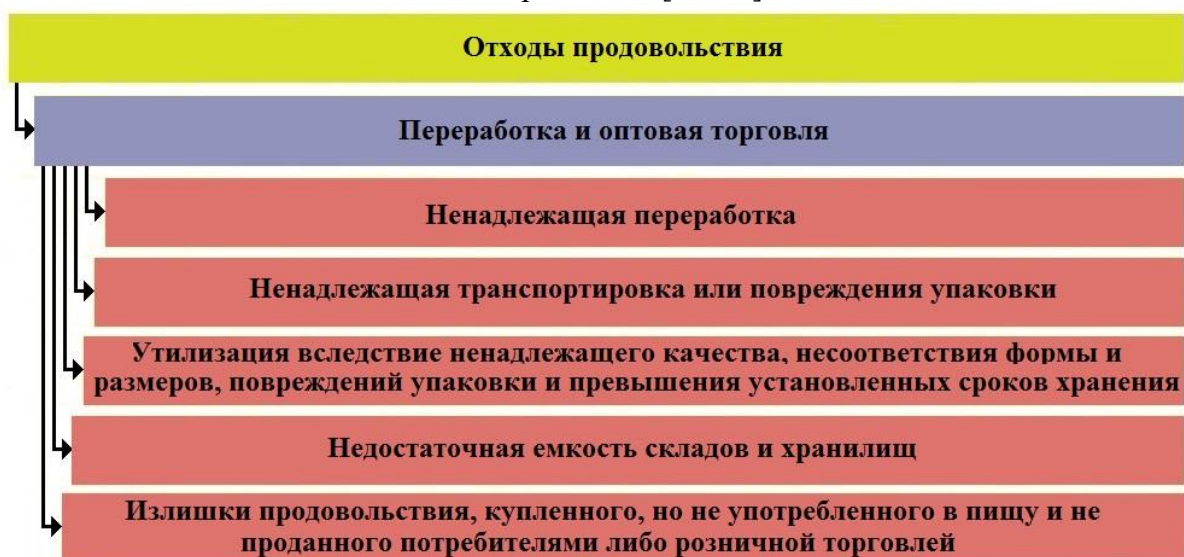 Отходы продовольствия
Переработка и оптовая торговля
Ненадлежащая переработка
Ненадлежащая транспортировка или повреждения упаковки
Утилизация вследствие ненадлежащего качества, несоответствия формы и
размеров, повреждений упаковки и превышения установленных сроков хранения
Недостаточная емкость складов и хранилищ
Излишки продовольствия, купленного, но не употребленного в пищу и не
проданного потребителями либо розничной торговлей